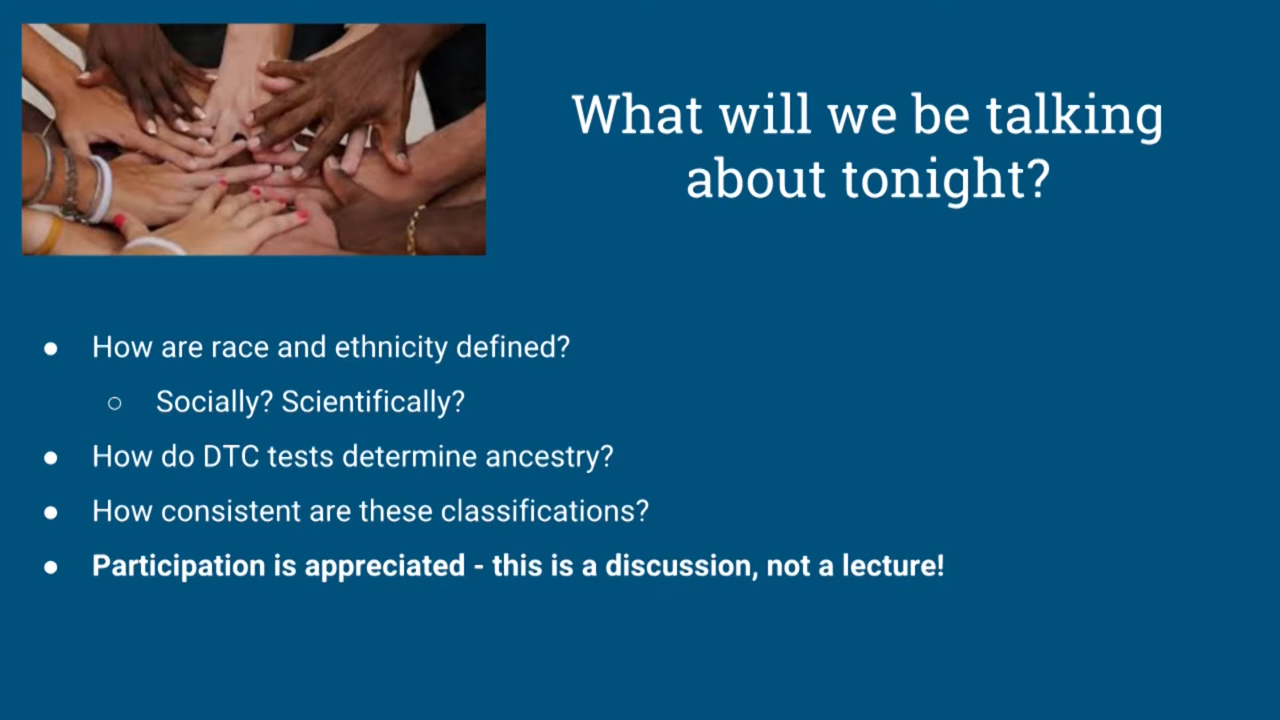 What will we be talking
about tonight?
● How are race and ethnicity defined?
○ Socially? Scientifically?
● How do DTC tests determine ancestry?
● How consistent are these classifications?
● Participation is appreciated - this is a discussion, not a lecture!